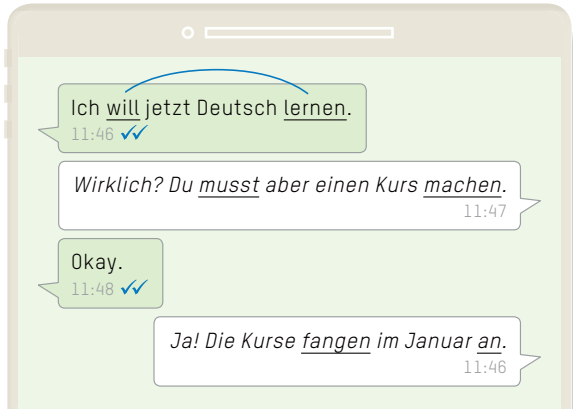 Ich will jetzt Deutsch lernen.
11:46
Wirklich? Du musst aber einen Kurs machen.
11:47
Okay.
11:48
Ja! Die Kurse fangen im Januar an.
11:46